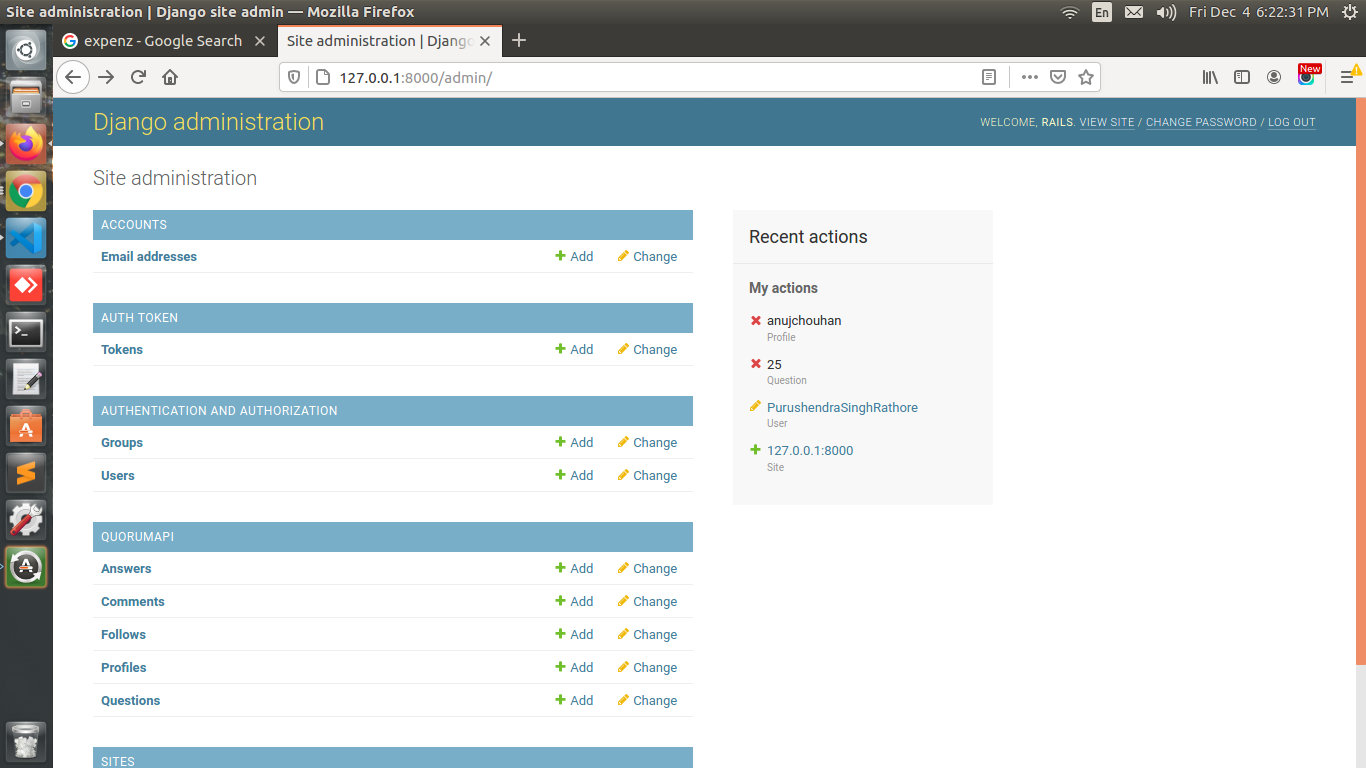 Site administration | Django site admin — Mozilla Firefox
En
Fri Dec 4 6:22:31 PM
expenz - Google Search
Site administration | Djang
127.0.0.1:8000/admin/
New
Django administration
WELCOME, RAILS. VIEW SITE / CHANGE PASSWORD / LOG OUT
Site administration
ACCOUNTS
Email addresses Add Change
AUTH TOKEN
Tokens Add Change
AUTHENTICATION AND AUTHORIZATION
Groups Add Change
Users Add Change
QUORUMAPI
Answers Add Change
Comments Add Change
Follows Add Change
Profiles Add Change
Questions Add Change
SITES
Recent actions
My actions
anujchouhan
Profile
25
Question
PurushendraSinghRathore
User
127.0.0.1:8000
Site